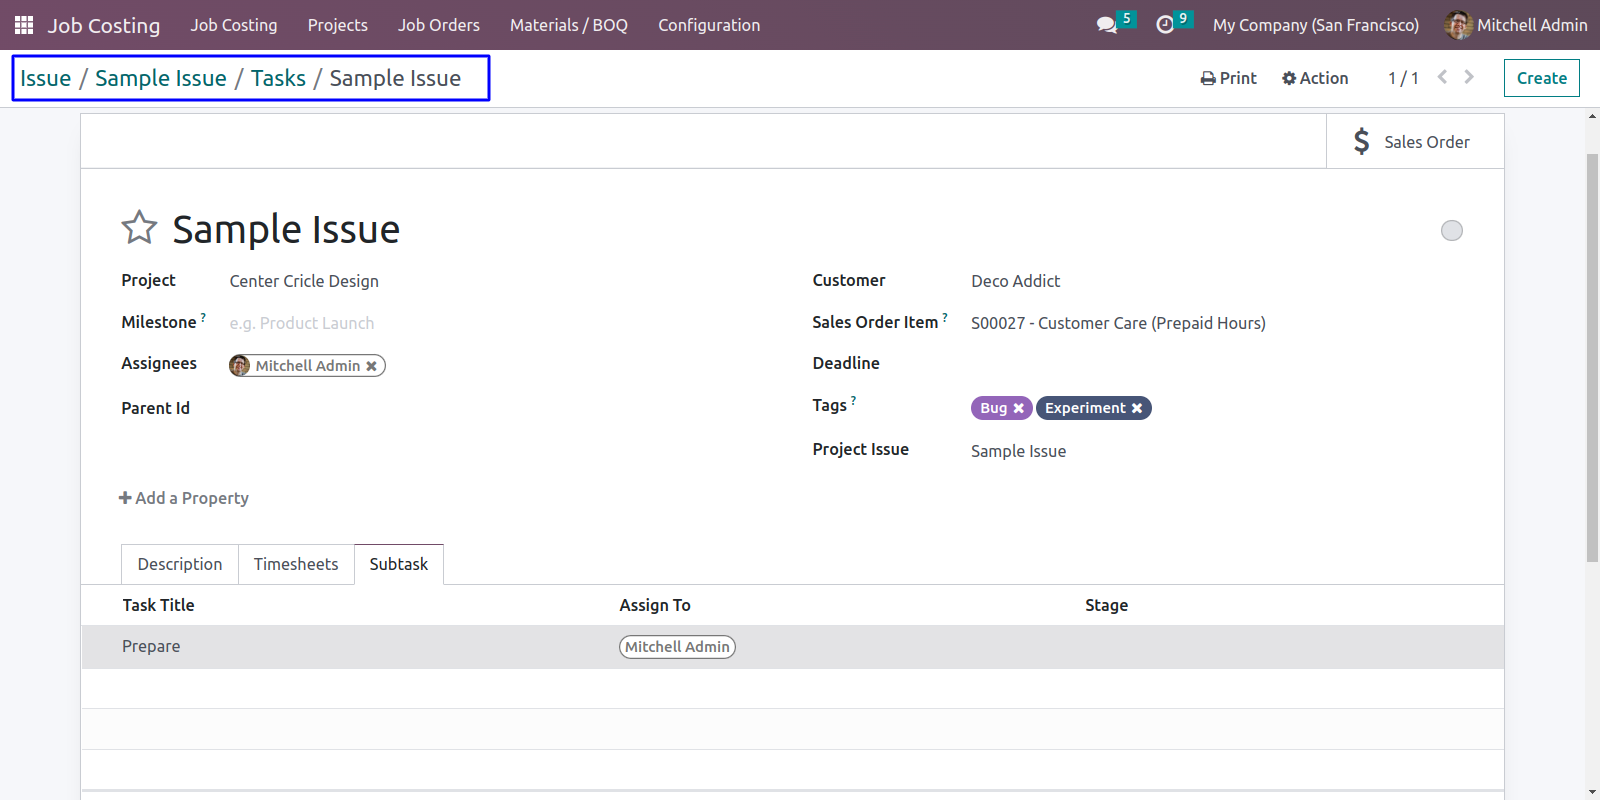 Job Costing Job Costing Projects Job Orders Materials / BOQ Configuration 5 9 My Company (San Francisco) Mitchell Admin
Issue / Sample Issue / Tasks / Sample Issue Print Action 1 / 1 Create
Sales Order
Sample Issue
Project Center Cricle Design
Milestone ? e.g. Product Launch
Assignees Mitchell Admin
Parent Id
Customer Deco Addict
Sales Order Item ? S00027 - Customer Care (Prepaid Hours)
Deadline
Tags ? Bug Experiment
Project Issue Sample Issue
Add a Property
Description Timesheets Subtask
Task Title Assign To Stage
Prepare Mitchell Admin